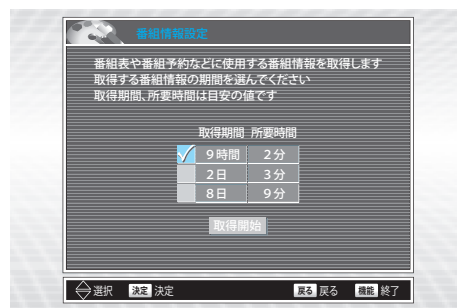 番組情報設定
番組表や番組予約などに使用する番組情報を取得します
取得する番組情報の期間を選んでください
取得期間、所要時間は目安の値です
取得期間 所要時間
9時間 2分
2日 3分
8日 9分
取得開始
選択 決定 決定 戻る 戻る 機能 終了